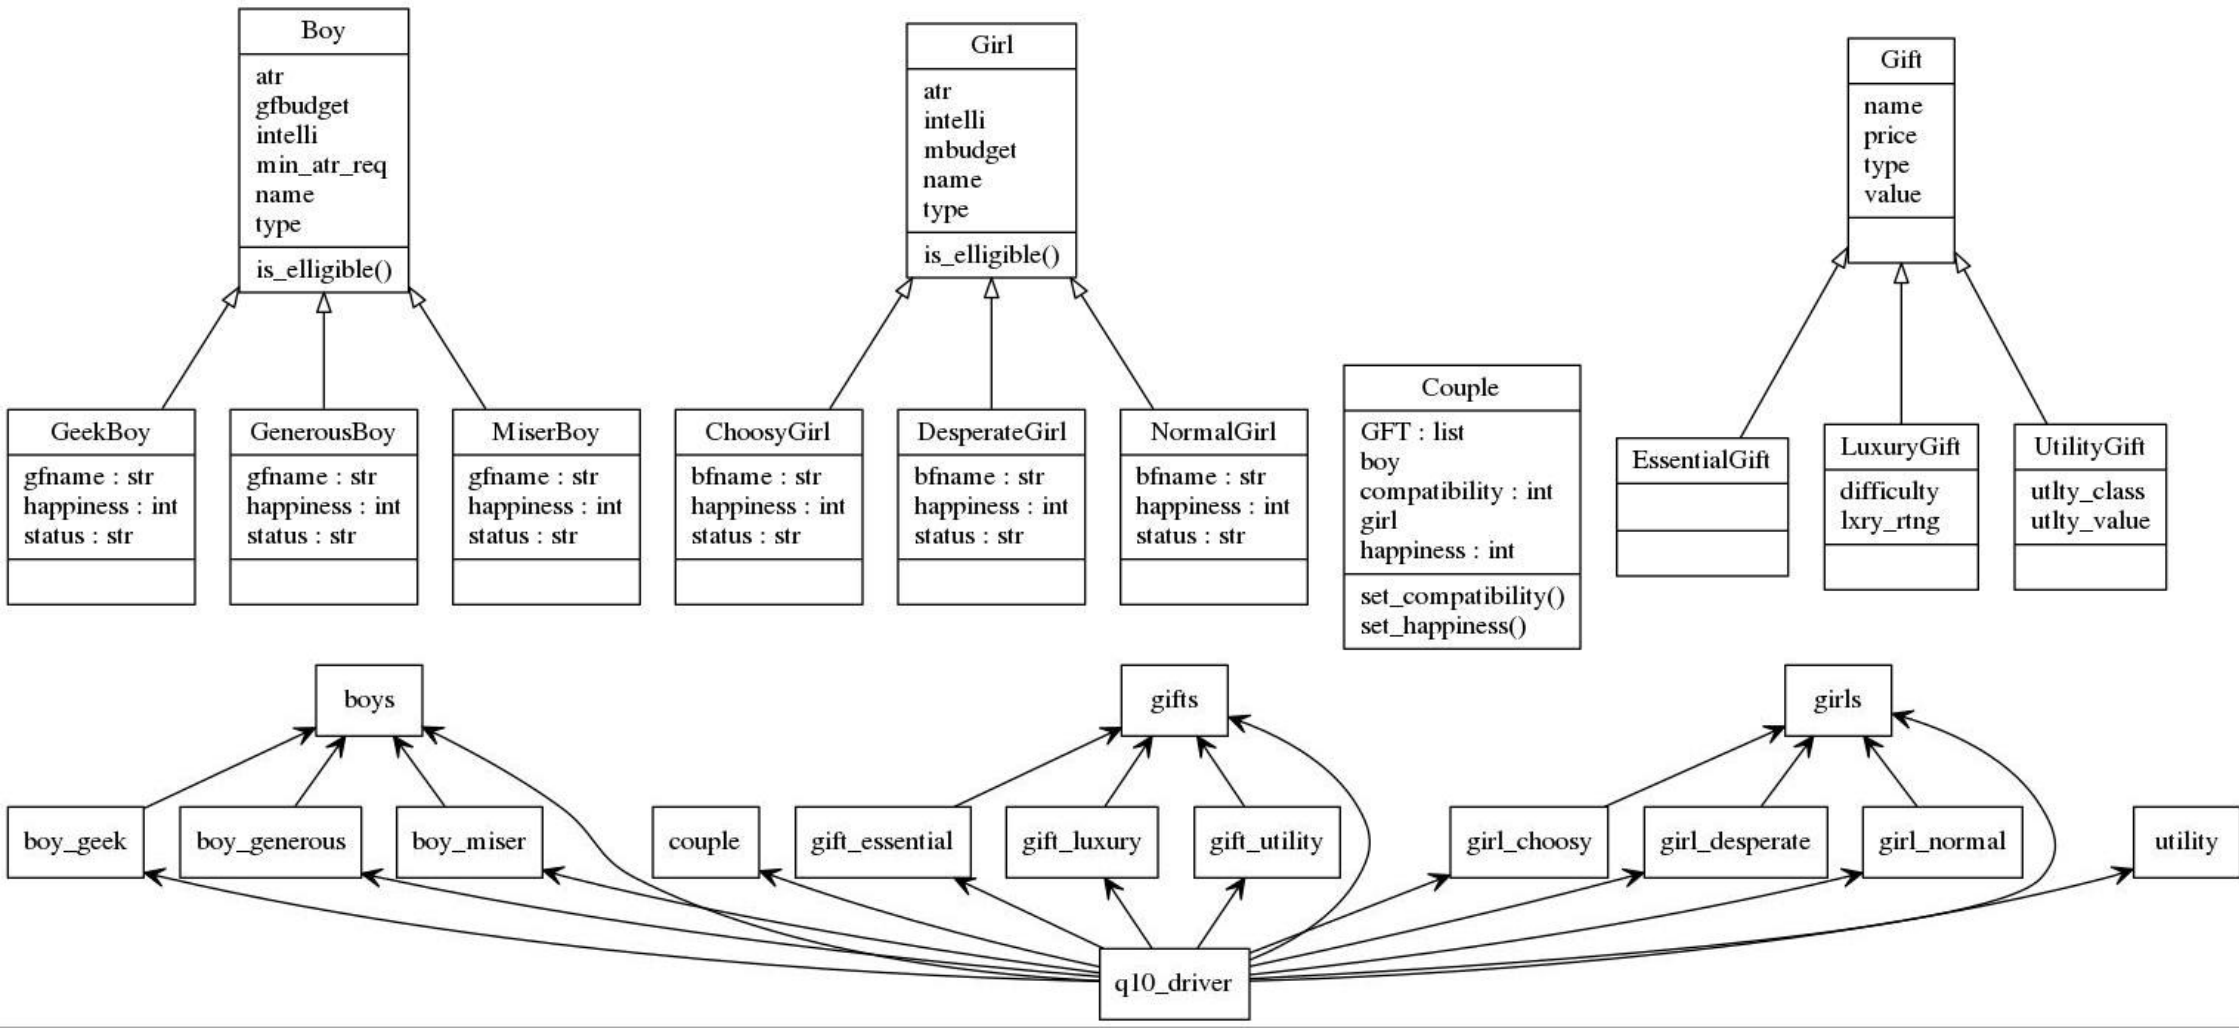 Boy
atr
gfbudget
intelli
min_atr_req
name
type
is_elligible()
Girl
atr
intelli
mbudget
name
type
is_elligible()
Gift
name
price
type
value
GeekBoy
gfname : str
happiness : int
status : str
GenerousBoy
gfname : str
happiness : int
status : str
MiserBoy
gfname : str
happiness : int
status : str
ChoosyGirl
bfname : str
happiness : int
status : str
DesperateGirl
bfname : str
happiness : int
status : str
NormalGirl
bfname : str
happiness : int
status : str
Couple
GFT : list
boy
compatibility : int
girl
happiness : int
set_compatibility()
set_happiness()
EssentialGift
LuxuryGift
difficulty
lxry_rtng
UtilityGift
utlty_class
utlty_value
boys
gifts
girls
boy_geek
boy_generous
boy_miser
couple
gift_essential
gift_luxury
gift_utility
girl_choosy
girl_desperate
girl_normal
utility
q10_driver